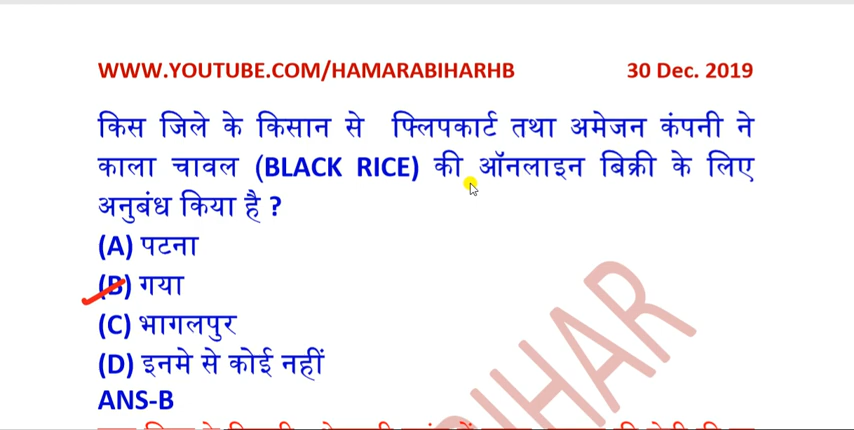 WWW.YOUTUBE.COM/HAMARABIHARHB 30 Dec. 2019
किस जिले के किसान से फ्लिपकार्ट तथा अमेजन कंपनी ने
काला चावल (BLACK RICE) की ऑनलाइन बिक्री के लिए
अनुबंध किया है ?
(A) पटना
(B) गया
(C) भागलपुर
(D) इनमे से कोई नहीं
ANS-B
BIHAR